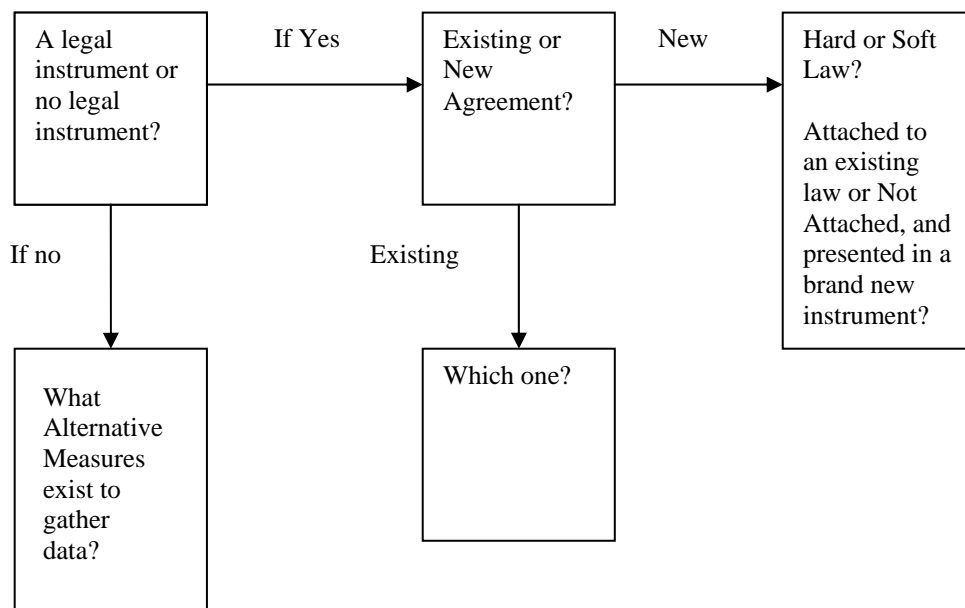 A legal
instrument or
no legal
instrument?
If Yes
Existing or
New
Agreement?
New
Hard or Soft
Law?
Attached to
an existing
law or Not
Attached, and
presented in a
brand new
instrument?
If no
Existing
What
Alternative
Measures
exist to
gather
data?
Which one?